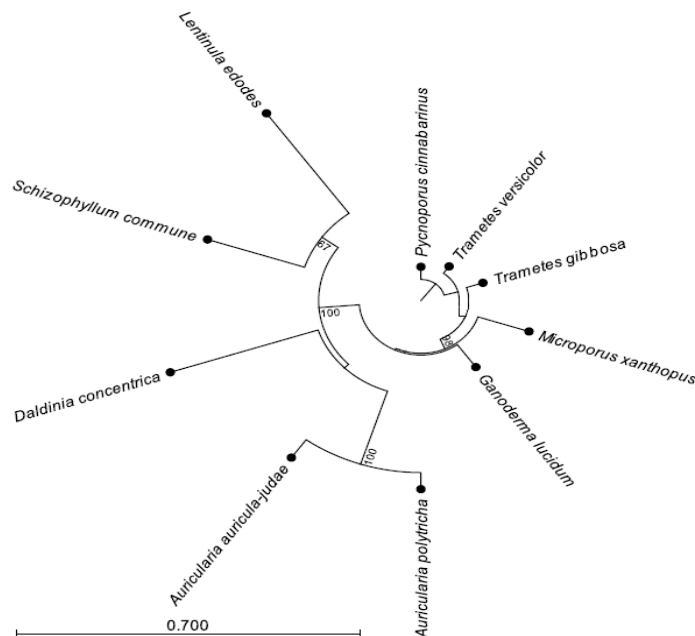 Lentinula edodes
Pycnoporus cinnabarinus
Trametes versicolor
Schizophyllum commune
Trametes gibbosa
67
100
Microporus xanthopus
Daldinia concentrica
Ganoderma lucidum
100
Auricularia auricula-judae
Auricularia polytricha
0.700